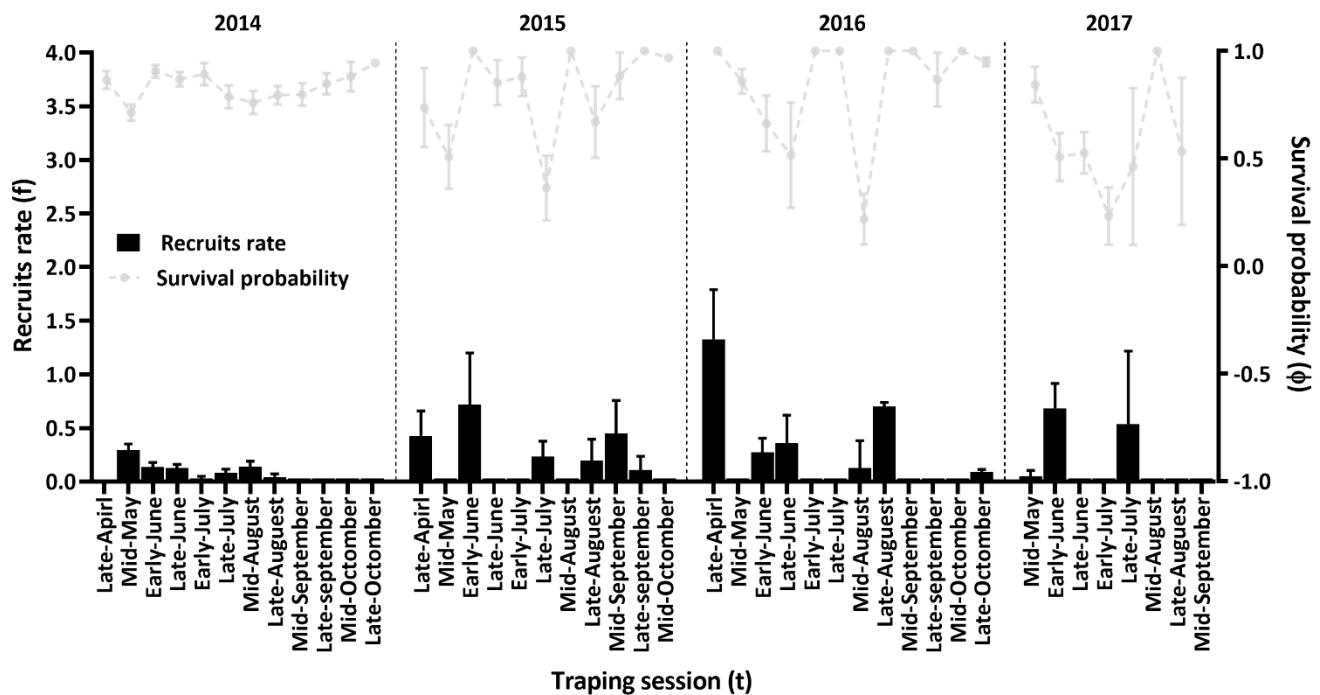 2014 2015 2016 2017
4.0
3.5
3.0
2.5
2.0
1.5
1.0
0.5
0.0
Recruits rate (f)
Recruits rate
Survival probability
1.0
0.5
0.0
-0.5
-1.0
Survival probability (ϕ)
Late-Apirl
Mid-May
Early-June
Late-June
Early-July
Late-July
Mid-August
Late-August
Mid-September
Late-september
Mid-Octomber
Late-Octomber
Late-Apirl
Mid-May
Early-June
Late-June
Early-July
Late-July
Mid-August
Late-Auguest
Mid-September
Late-september
Mid-Octomber
Late-Apirl
Mid-May
Early-June
Late-June
Early-July
Late-July
Mid-August
Late-Auguest
Mid-September
Late-september
Mid-Octomber
Late-Octomber
Mid-May
Early-June
Late-June
Early-July
Late-July
Mid-August
Late-Auguest
Mid-September
Traping session (t)